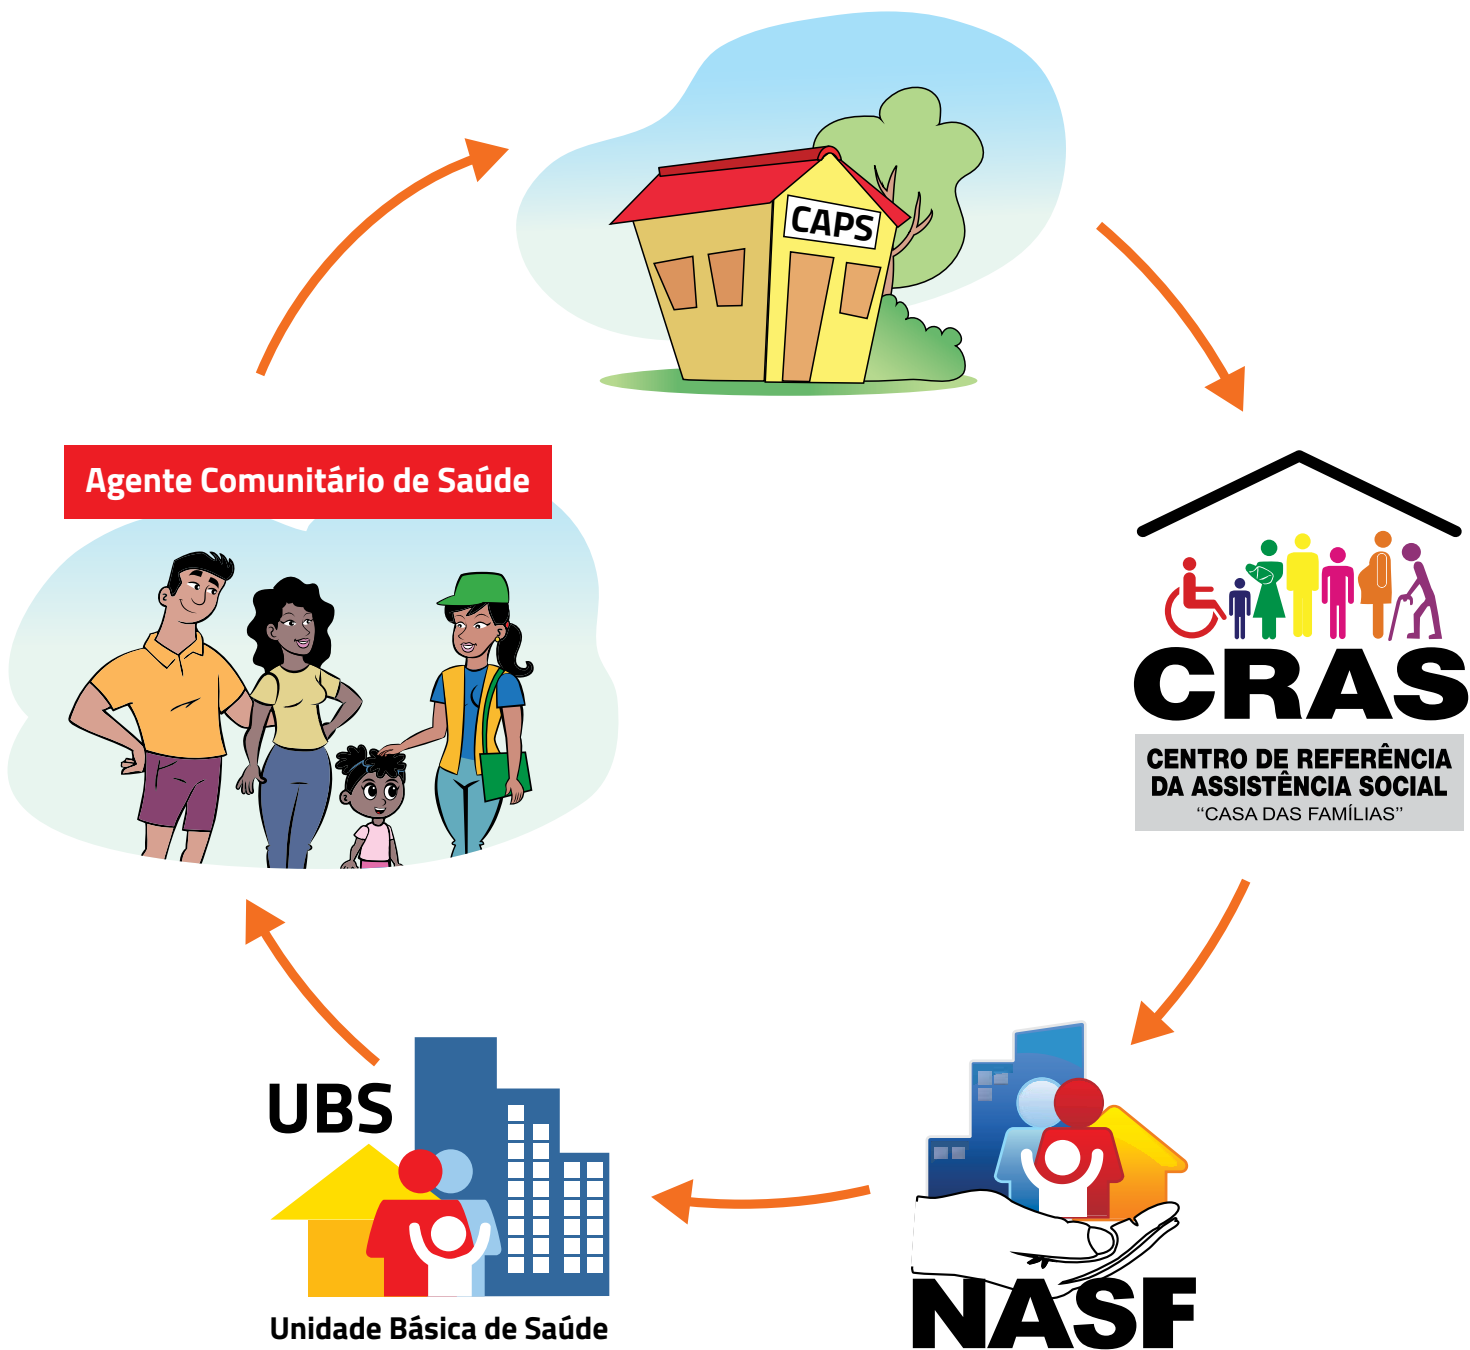 CAPS
Agente Comunitário de Saúde
CRAS
CENTRO DE REFERÊNCIA
DA ASSISTÊNCIA SOCIAL
“CASA DAS FAMÍLIAS”
UBS
Unidade Básica de Saúde
NASF